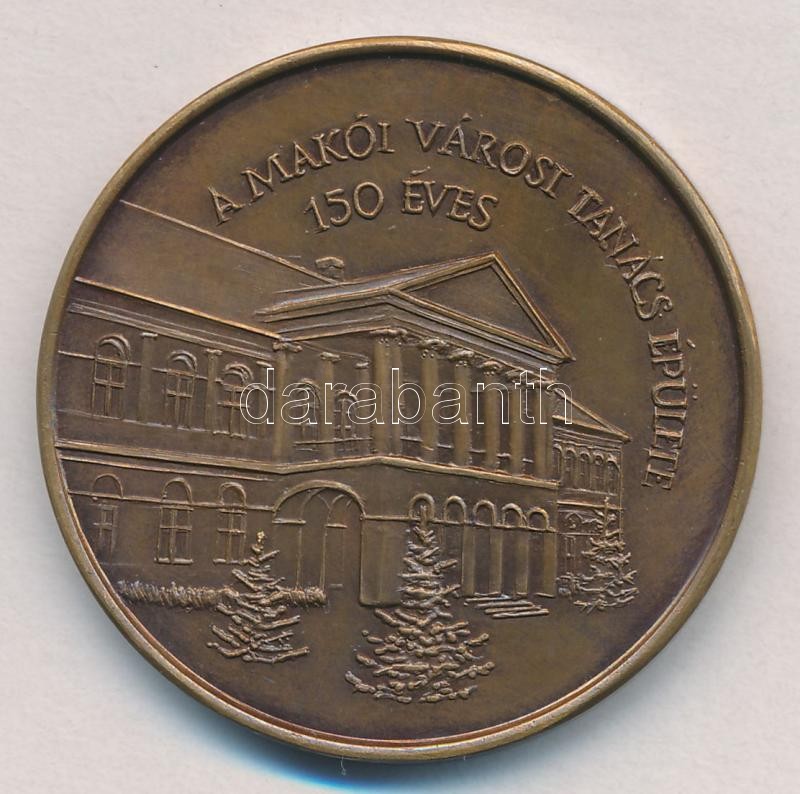 A MAKÓI VÁROSI TANÁCS ÉPÜLETE
150 ÉVES
darabanth